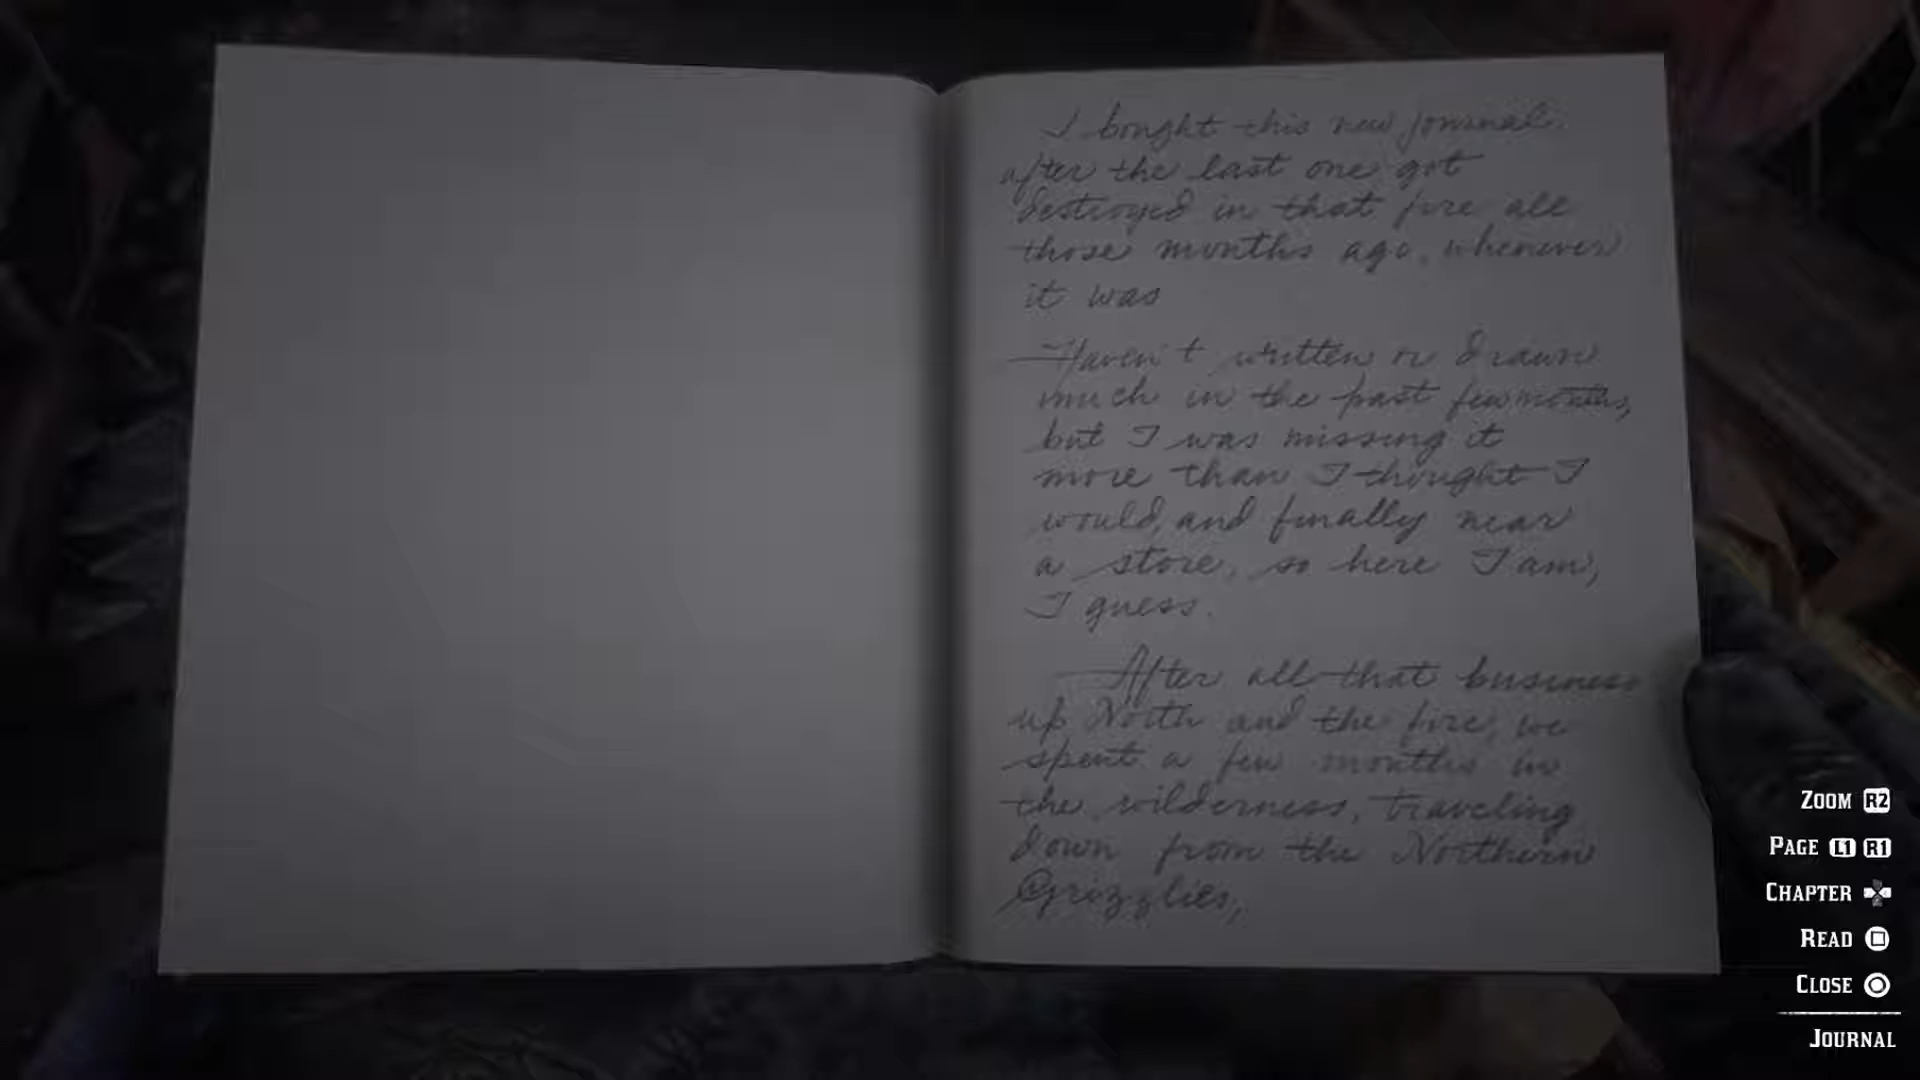 I bought this new journal
after the last one got
destroyed in that fire all
those months ago, whenever
it was
Haven't written or drawn
much in the past few months,
but I was missing it
more than I thought I
would, and finally near
a store, so here I am,
I guess.
After all that business
up North and the fire, we
spent a few months in
the wilderness, traveling
down from the Northern
Grizzlies,
ZOOM R2
PAGE L1 R1
CHAPTER
READ
CLOSE
JOURNAL